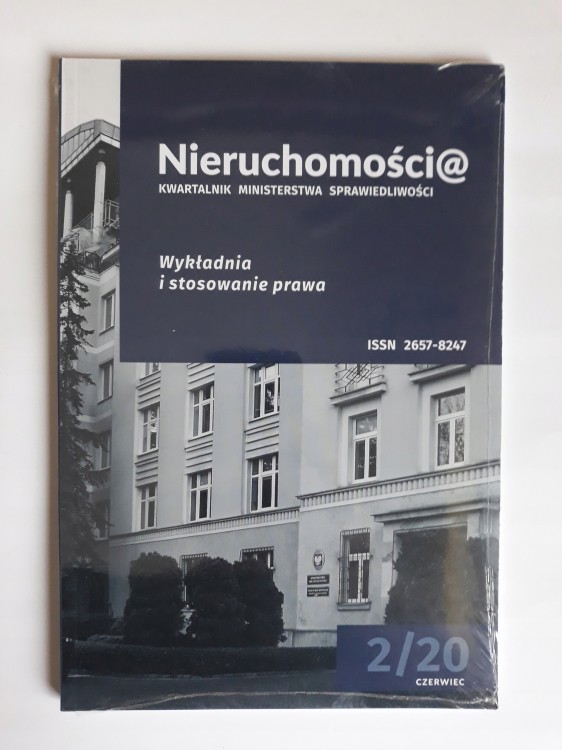 Nieruchomości@
KWARTALNIK MINISTERSTWA SPRAWIEDLIWOŚCI
Wykładnia
i stosowanie prawa
ISSN 2657-8247
2/20
CZERWIEC